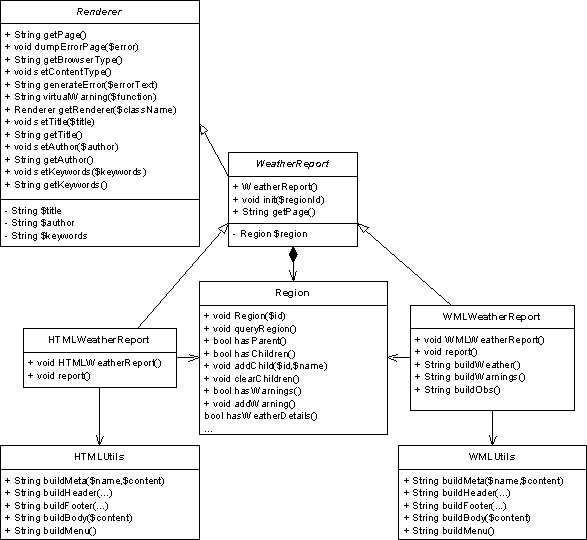 Renderer
+ String getPage()
+ void dumpErrorPage($error)
+ String getBrowserType()
+ void setContentType()
+ String generateError($errorText)
+ String virtualWarning($function)
+ Renderer getRenderer($className)
+ void setTitle($title)
+ String getTitle()
+ void setAuthor($author)
+ String getAuthor()
+ void setKeywords($keywords)
+ String getKeywords()
- String $title
- String $author
- String $keywords
WeatherReport
+ WeatherReport()
+ void init($regionId)
+ String getPage()
- Region $region
HTMLWeatherReport
+ void HTMLWeatherReport()
+ void report()
Region
+ void Region($id)
+ void queryRegion()
+ bool hasParent()
+ bool hasChildren()
+ void addChild($id,$name)
+ void clearChildren()
+ bool hasWarnings()
+ void addWarning()
bool hasWeatherDetails()
...
WMLWeatherReport
+ void WMLWeatherReport()
+ void report()
+ String buildWeather()
+ String buildWarnings()
+ String buildObs()
HTMLUtils
+ String buildMeta($name,$content)
+ String buildHeader(...)
+ String buildFooter(...)
+ String buildBody($content)
+ String buildMenu()
WMLUtils
+ String buildMeta($name,$content)
+ String buildHeader(...)
+ String buildFooter(...)
+ String buildBody($content)
+ String buildMenu()